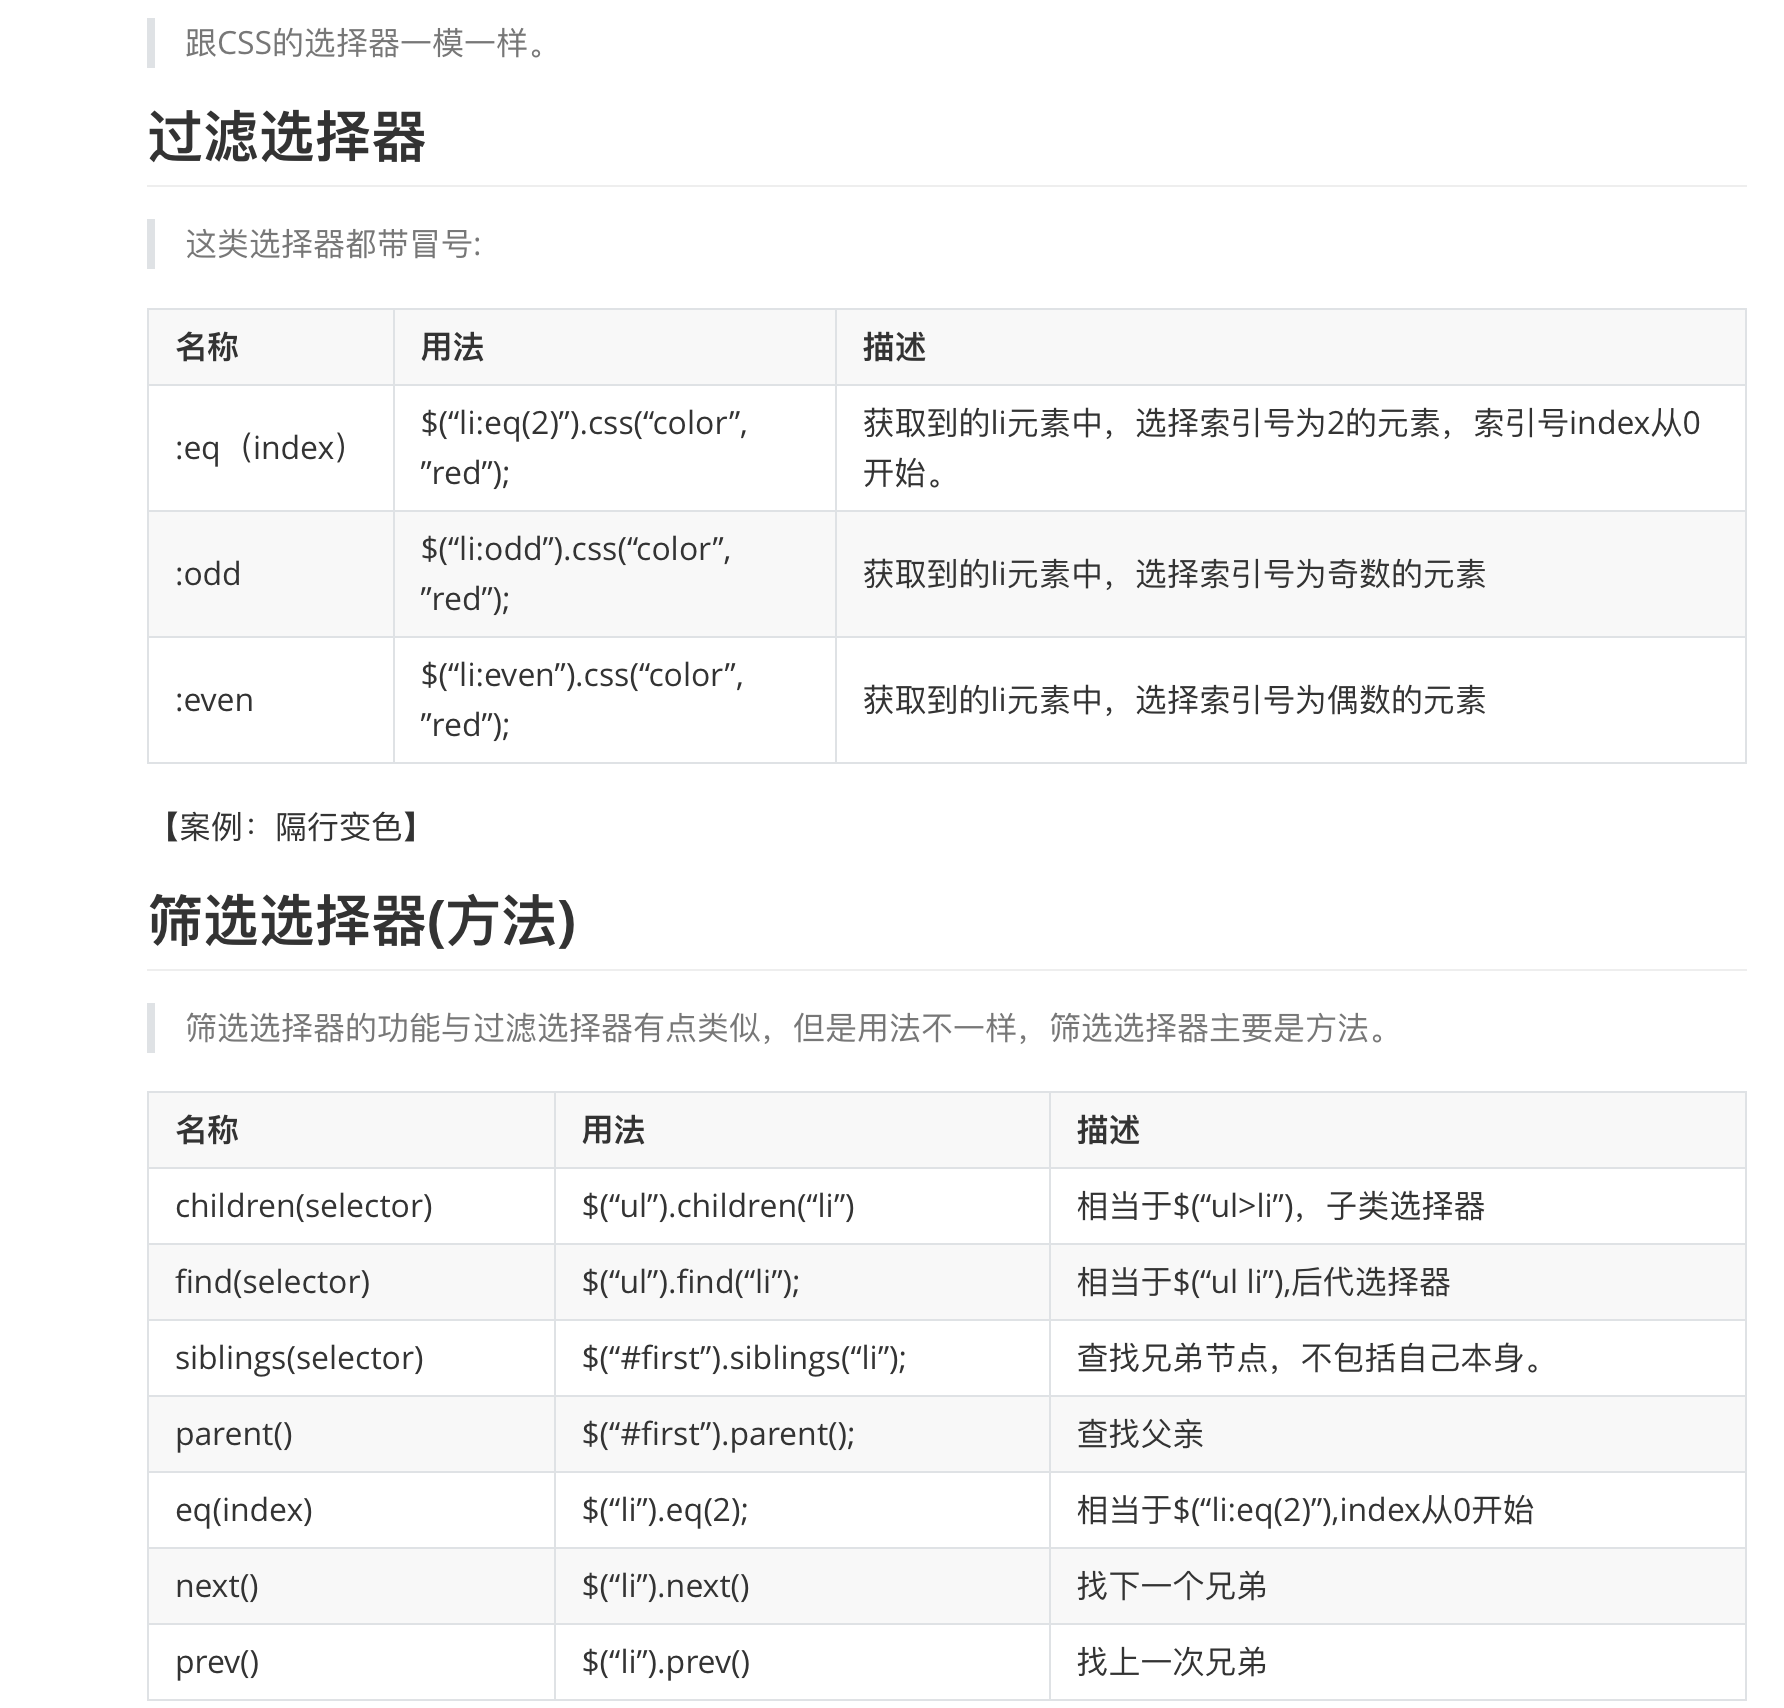 跟CSS的选择器一模一样。
过滤选择器
这类选择器都带冒号:
名称 用法 描述
:eq（index） $(“li:eq(2)”).css(“color”, ”red”); 获取到的li元素中，选择索引号为2的元素，索引号index从0开始。
:odd $(“li:odd”).css(“color”, ”red”); 获取到的li元素中，选择索引号为奇数的元素
:even $(“li:even”).css(“color”, ”red”); 获取到的li元素中，选择索引号为偶数的元素
【案例：隔行变色】
筛选选择器(方法)
筛选选择器的功能与过滤选择器有点类似，但是用法不一样，筛选选择器主要是方法。
名称 用法 描述
children(selector) $(“ul”).children(“li”) 相当于$(“ul>li”)，子类选择器
find(selector) $(“ul”).find(“li”); 相当于$(“ul li”),后代选择器
siblings(selector) $(“#first”).siblings(“li”); 查找兄弟节点，不包括自己本身。
parent() $(“#first”).parent(); 查找父亲
eq(index) $(“li”).eq(2); 相当于$(“li:eq(2)”),index从0开始
next() $(“li”).next() 找下一个兄弟
prev() $(“li”).prev() 找上一次兄弟